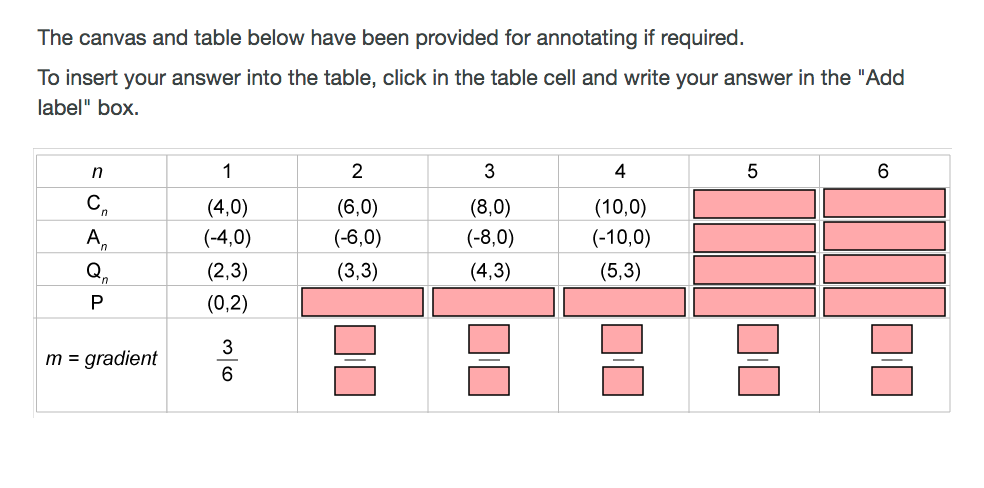 The canvas and table below have been provided for annotating if required.
To insert your answer into the table, click in the table cell and write your answer in the "Add
label" box.
n 1 2 3 4 5 6
Cn (4,0) (6,0) (8,0) (10,0)
An (-4,0) (-6,0) (-8,0) (-10,0)
Qn (2,3) (3,3) (4,3) (5,3)
P (0,2)
m = gradient 3/6